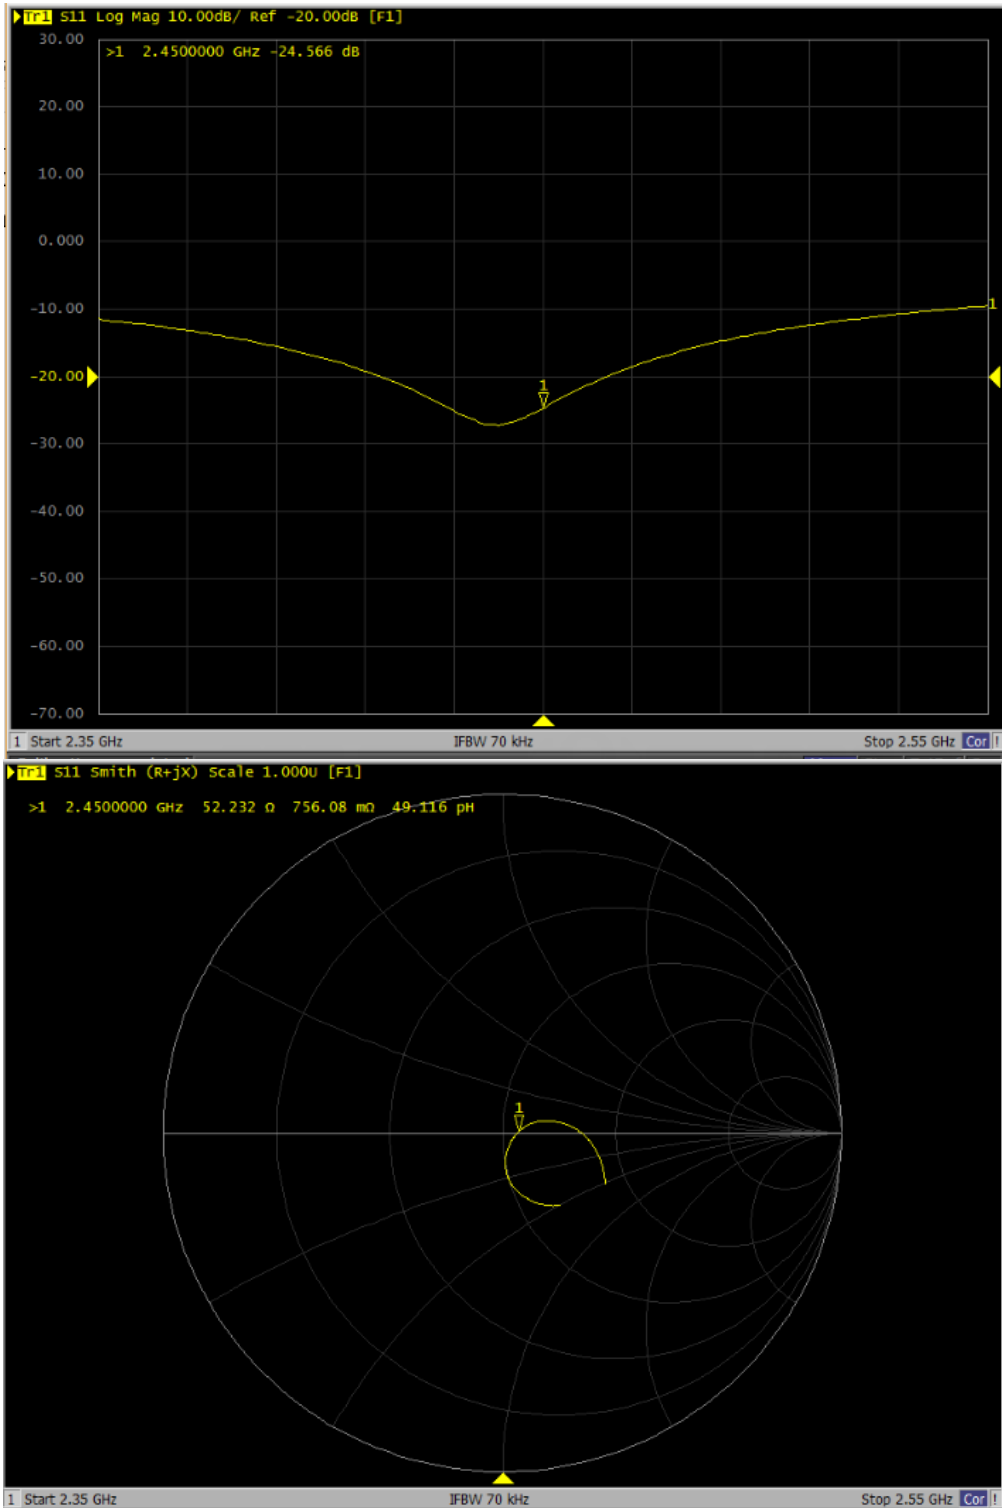 Tr1 S11 Log Mag 10.00dB/ Ref -20.00dB [F1]
30.00
>1 2.4500000 GHz -24.566 dB
20.00
10.00
0.000
-10.00
1
-20.00
1
-30.00
-40.00
-50.00
-60.00
-70.00
1 Start 2.35 GHz IFBW 70 kHz Stop 2.55 GHz Cor !
Tr1 S11 Smith (R+jX) Scale 1.000U [F1]
>1 2.4500000 GHz 52.232 Ω 756.08 mΩ 49.116 pH
1
1 Start 2.35 GHz IFBW 70 kHz Stop 2.55 GHz Cor !